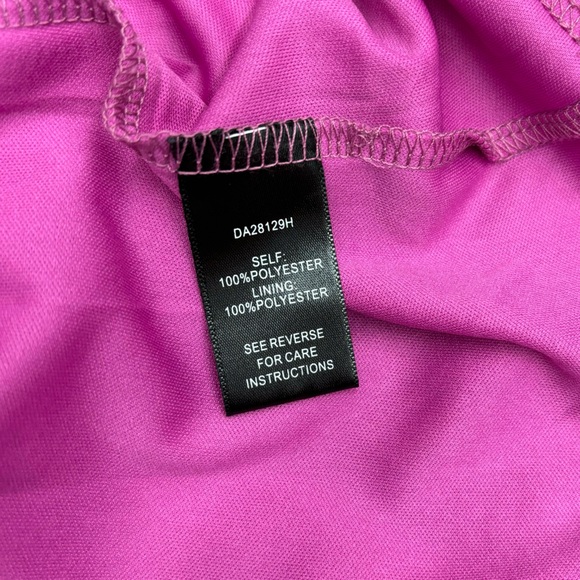 DA28129H
SELF:
100%POLYESTER
LINING:
100%POLYESTER
SEE REVERSE
FOR CARE
INSTRUCTIONS